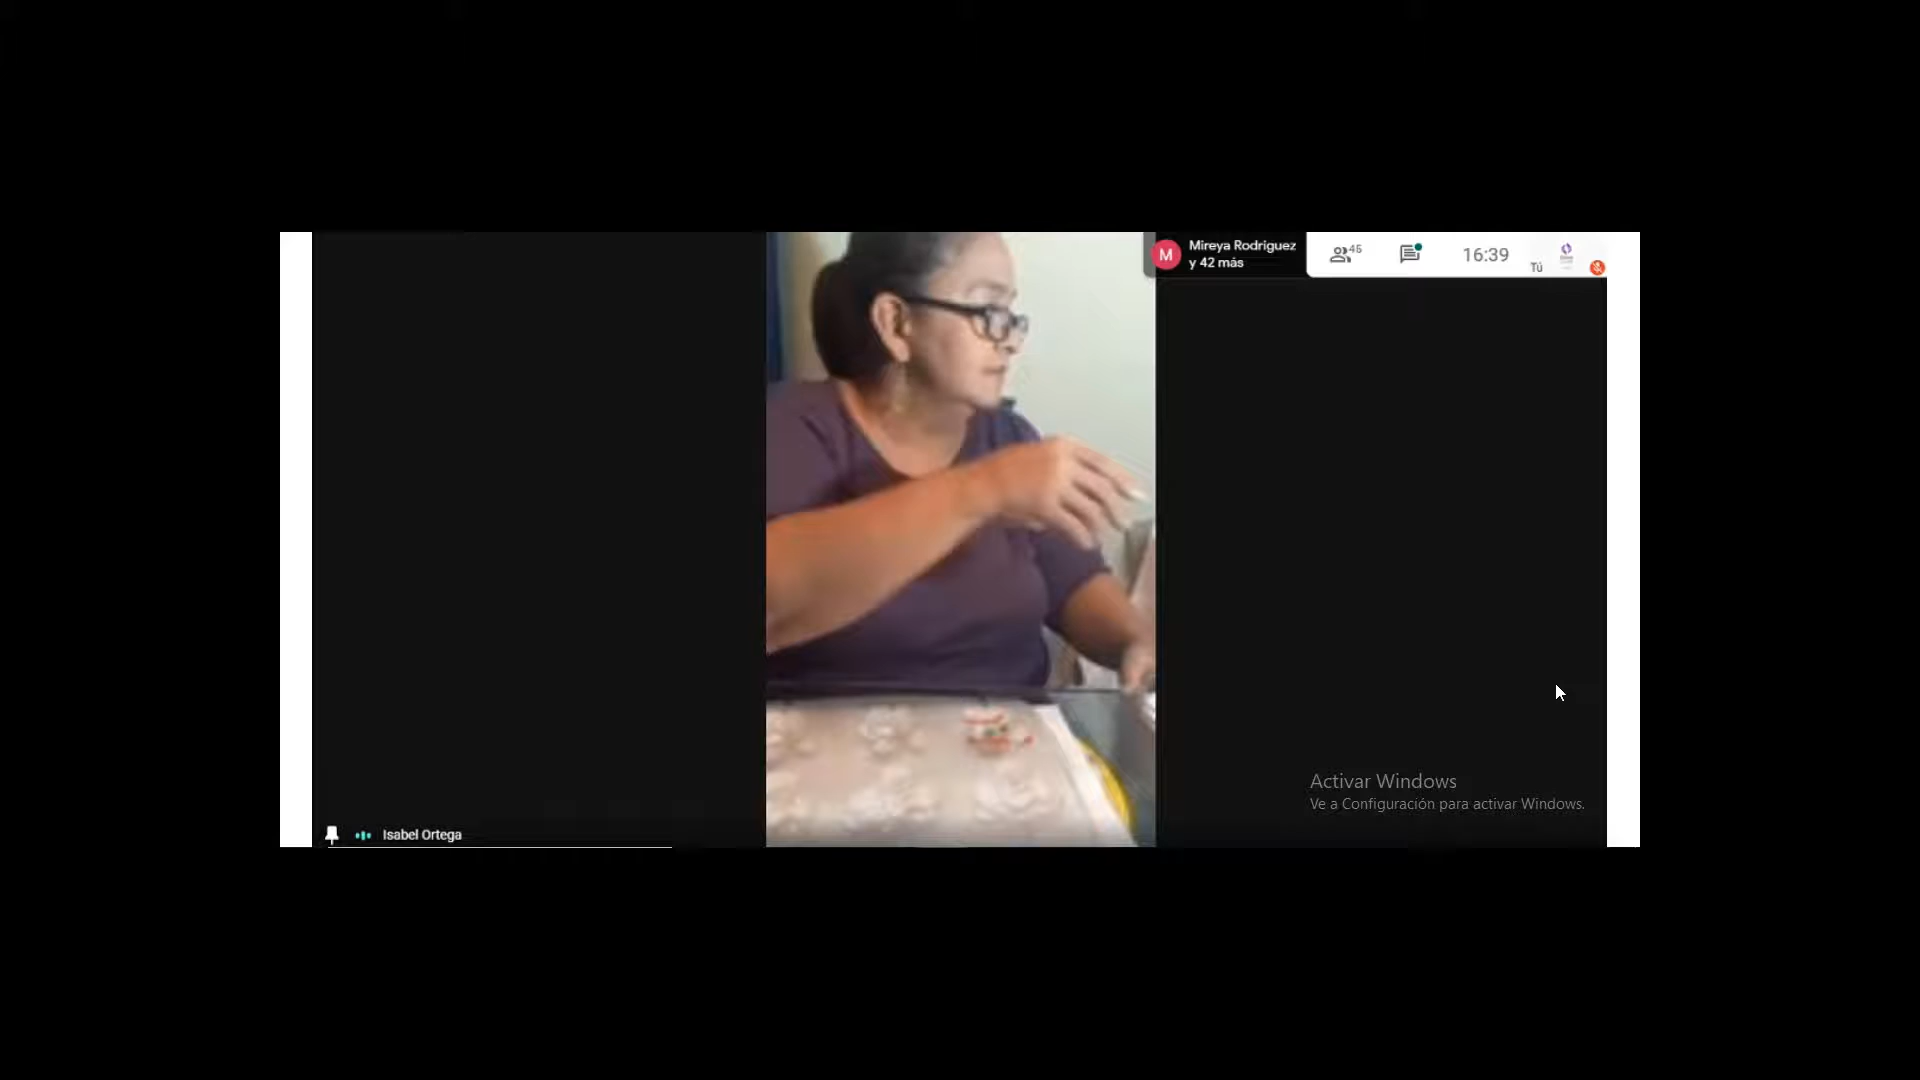 Mireya Rodriguez
y 42 más
45
16:39
Tú
M
Activar Windows
Ve a Configuración para activar Windows.
Isabel Ortega